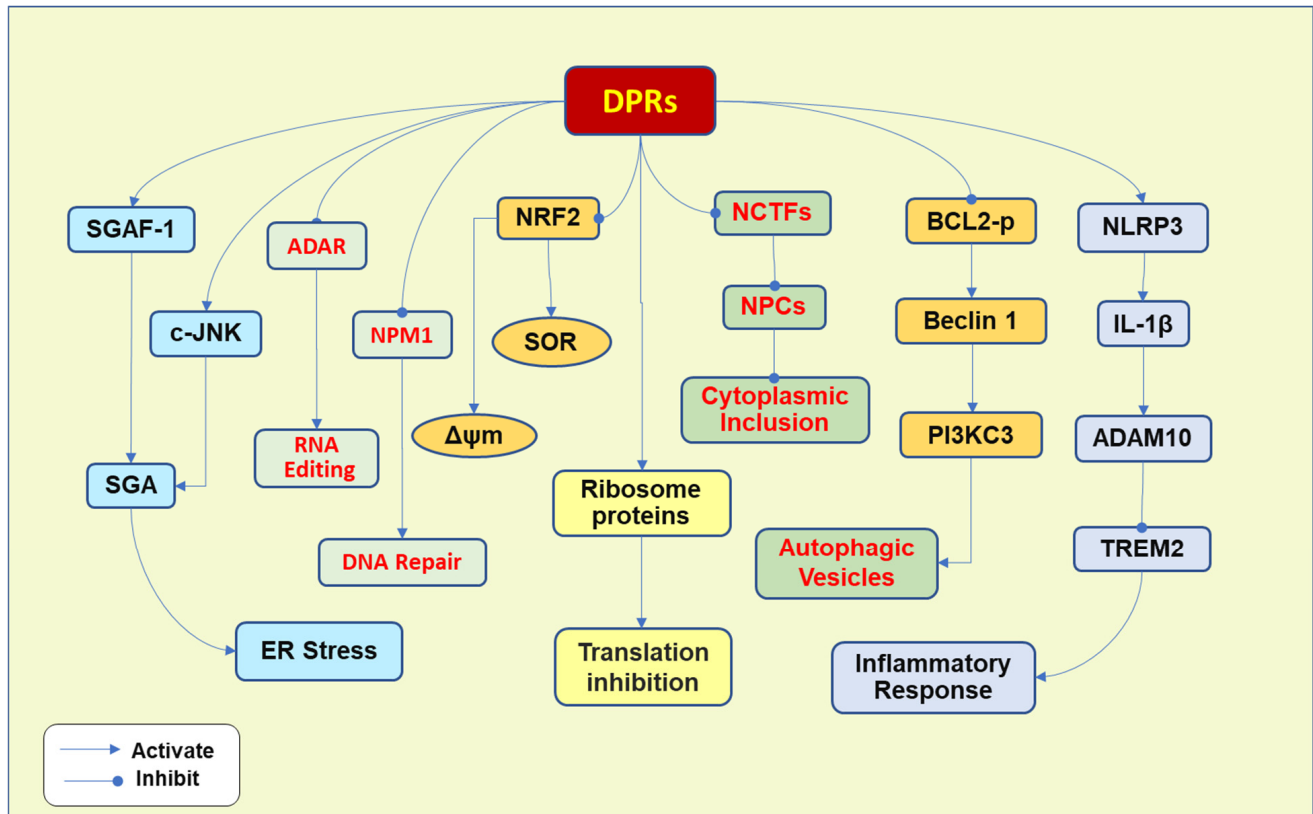 DPRs
SGAF-1
c-JNK
ADAR
NPM1
NRF2
SOR
Δψm
NCTFs
NPCs
Cytoplasmic
Inclusion
BCL2-p
Beclin 1
PI3KC3
Autophagic
Vesicles
NLRP3
IL-1β
ADAM10
TREM2
Inflammatory
Response
RNA
Editing
SGA
DNA Repair
Ribosome
proteins
ER Stress
Translation
inhibition
Activate
Inhibit